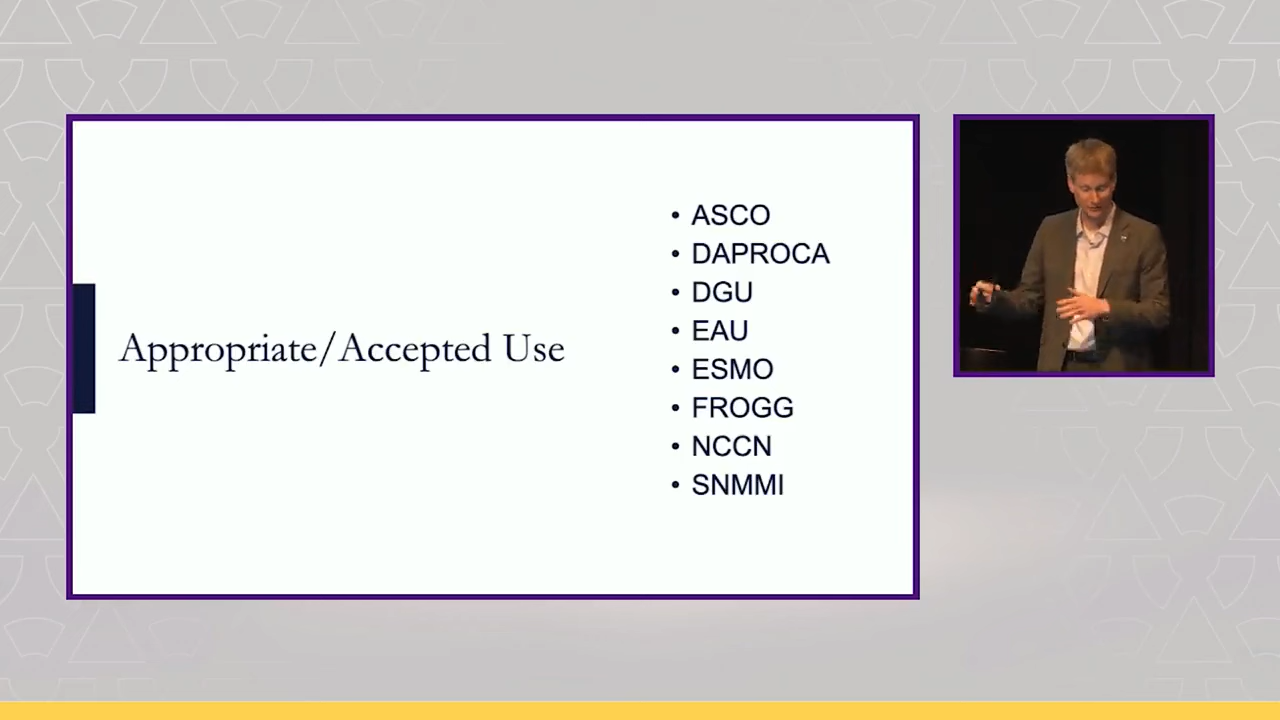 Appropriate/Accepted Use
• ASCO
• DAPROCA
• DGU
• EAU
• ESMO
• FROGG
• NCCN
• SNMMI